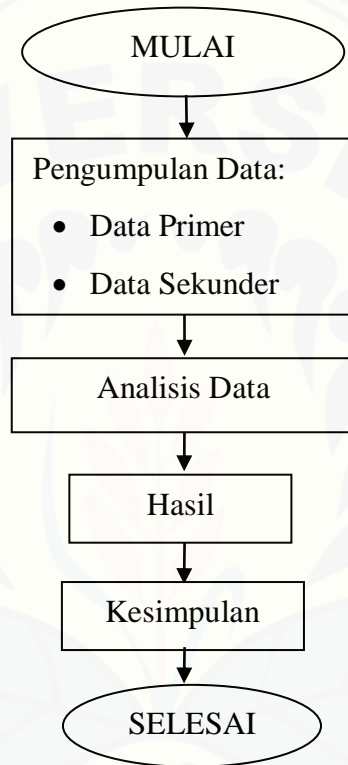 MULAI
Pengumpulan Data:
• Data Primer
• Data Sekunder
Analisis Data
Hasil
Kesimpulan
SELESAI